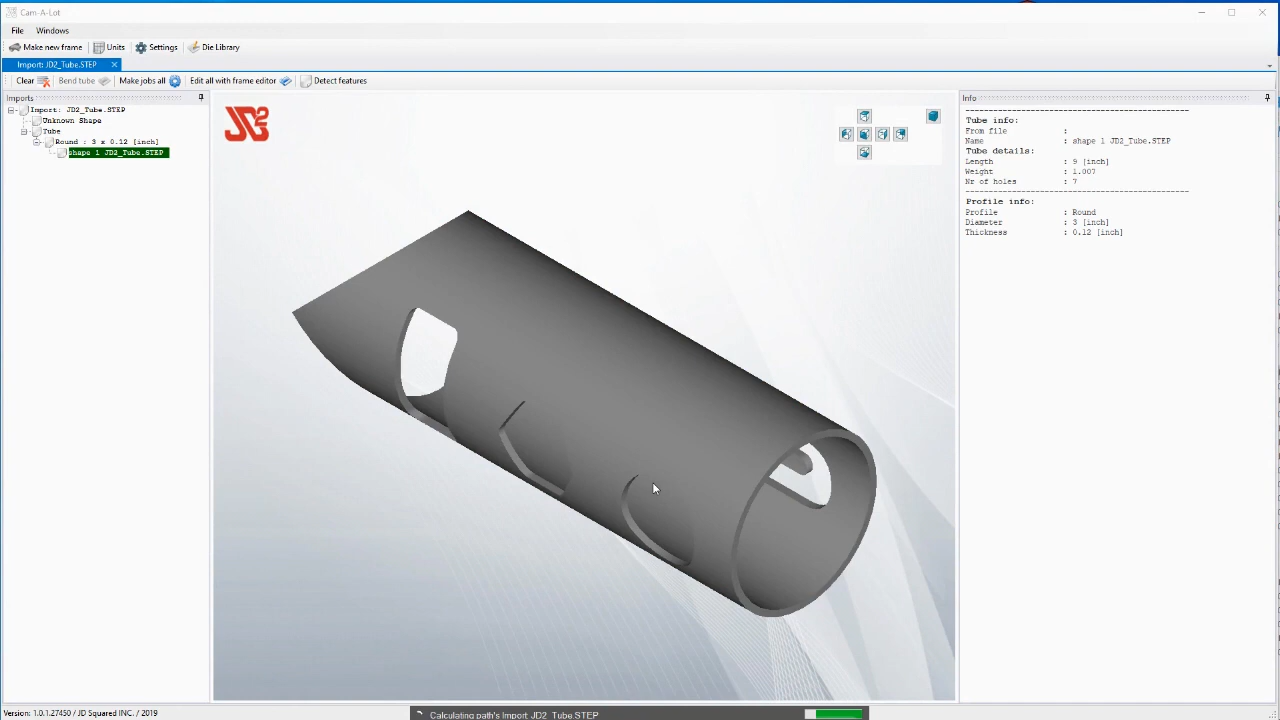 Cam-A-Lot
File Windows
Make new frame Units Settings Die Library
Import: JD2_Tube.STEP
Clear Bend tube Make jobs all Edit all with frame editor Detect features
Imports
Import: JD2_Tube.STEP
Unknown Shape
Tube
Round : 3 x 0.12 [inch]
shape 1 JD2_Tube.STEP
JD2
Info
Tube info:
From file :
Name : shape 1 JD2_Tube.STEP
Tube details:
Length : 9 [inch]
Weight : 1.007
Nr of holes : 7
Profile info:
Profile : Round
Diameter : 3 [inch]
Thickness : 0.12 [inch]
Version: 1.0.1.27450 / JD Squared INC. / 2019
Calculating path's Import: JD2_Tube.STEP